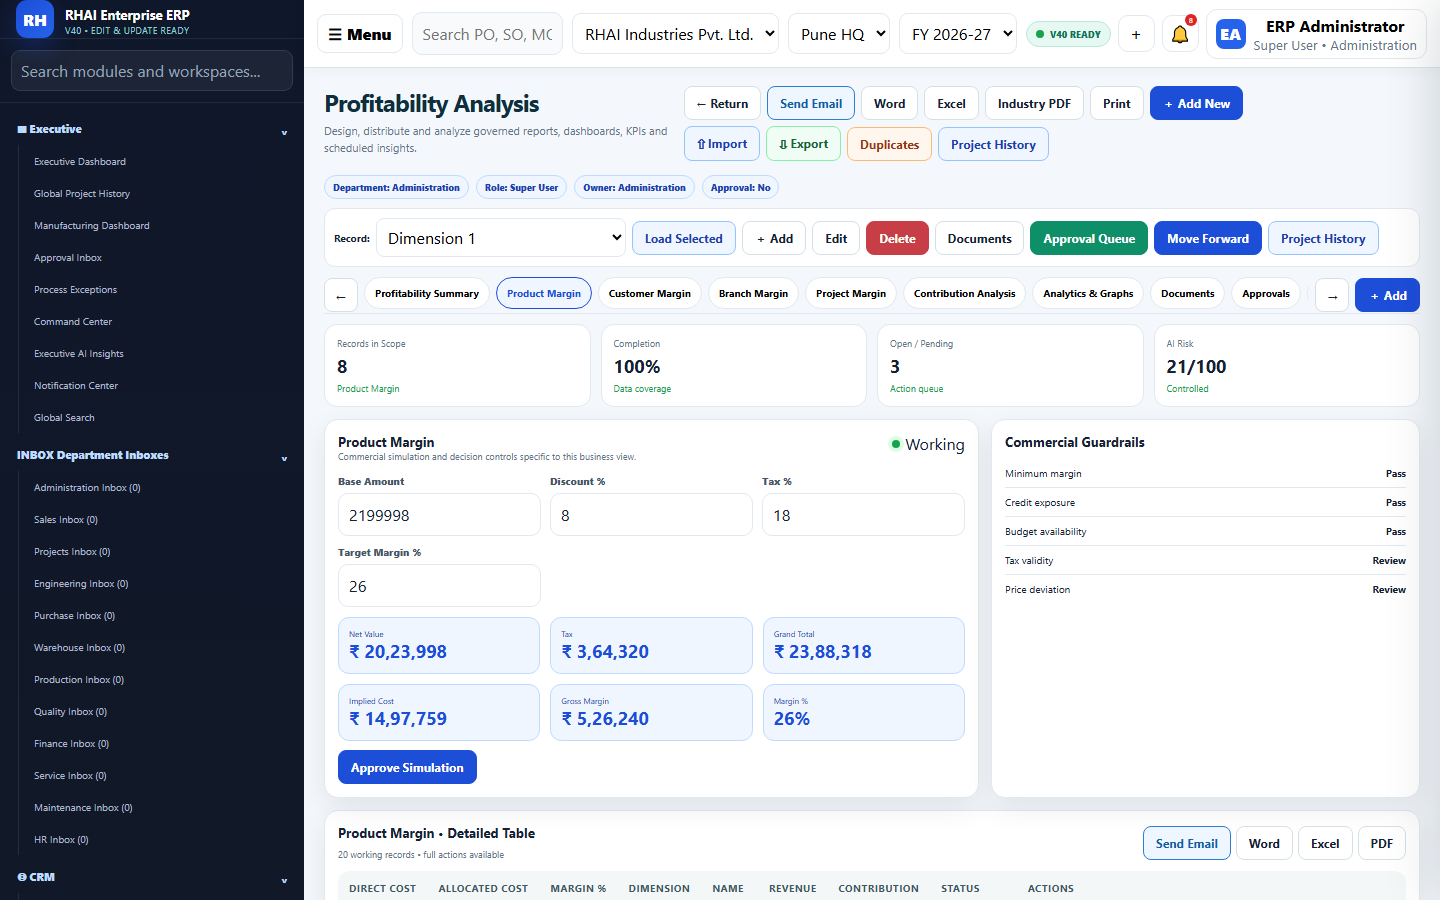 RH
RHAI Enterprise ERP
V40 • EDIT & UPDATE READY
Search modules and workspaces...
Executive
Executive Dashboard
Global Project History
Manufacturing Dashboard
Approval Inbox
Process Exceptions
Command Center
Executive AI Insights
Notification Center
Global Search
INBOX Department Inboxes
Administration Inbox (0)
Sales Inbox (0)
Projects Inbox (0)
Engineering Inbox (0)
Purchase Inbox (0)
Warehouse Inbox (0)
Production Inbox (0)
Quality Inbox (0)
Finance Inbox (0)
Service Inbox (0)
Maintenance Inbox (0)
HR Inbox (0)
CRM
☰ Menu
Search PO, SO, MO
RHAI Industries Pvt. Ltd.
Pune HQ
FY 2026-27
V40 READY
+
8
EA
ERP Administrator
Super User • Administration
Profitability Analysis
Design, distribute and analyze governed reports, dashboards, KPIs and
scheduled insights.
← Return
Send Email
Word
Excel
Industry PDF
Print
+ Add New
⇧ Import
⇩ Export
Duplicates
Project History
Department: Administration
Role: Super User
Owner: Administration
Approval: No
Record:
Dimension 1
Load Selected
+ Add
Edit
Delete
Documents
Approval Queue
Move Forward
Project History
←
Profitability Summary
Product Margin
Customer Margin
Branch Margin
Project Margin
Contribution Analysis
Analytics & Graphs
Documents
Approvals
→
+ Add
Records in Scope
8
Product Margin
Completion
100%
Data coverage
Open / Pending
3
Action queue
AI Risk
21/100
Controlled
Product Margin
Commercial simulation and decision controls specific to this business view.
Working
Base Amount
2199998
Discount %
8
Tax %
18
Target Margin %
26
Net Value
₹ 20,23,998
Tax
₹ 3,64,320
Grand Total
₹ 23,88,318
Implied Cost
₹ 14,97,759
Gross Margin
₹ 5,26,240
Margin %
26%
Approve Simulation
Commercial Guardrails
Minimum margin Pass
Credit exposure Pass
Budget availability Pass
Tax validity Review
Price deviation Review
Product Margin • Detailed Table
20 working records • full actions available
Send Email
Word
Excel
PDF
DIRECT COST ALLOCATED COST MARGIN % DIMENSION NAME REVENUE CONTRIBUTION STATUS ACTIONS